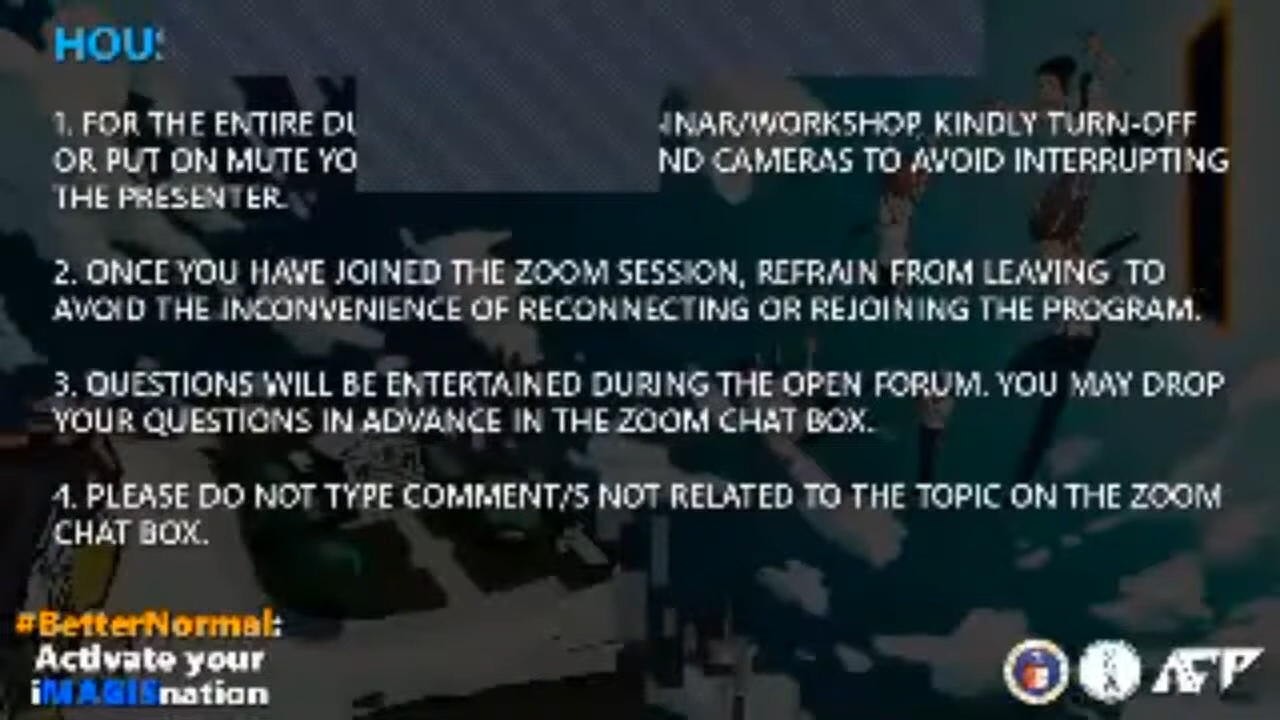 HOU
1. FOR THE ENTIRE DU INAR/WORKSHOP, KINDLY TURN-OFF
OR PUT ON MUTE YO ND CAMERAS TO AVOID INTERRUPTING
THE PRESENTER.
2. ONCE YOU HAVE JOINED THE ZOOM SESSION, REFRAIN FROM LEAVING TO
AVOID THE INCONVENIENCE OF RECONNECTING OR REJOINING THE PROGRAM.
3. QUESTIONS WILL BE ENTERTAINED DURING THE OPEN FORUM. YOU MAY DROP
YOUR QUESTIONS IN ADVANCE IN THE ZOOM CHAT BOX.
4. PLEASE DO NOT TYPE COMMENT/S NOT RELATED TO THE TOPIC ON THE ZOOM
CHAT BOX.
#BetterNormal:
Activate your
iMAGISnation